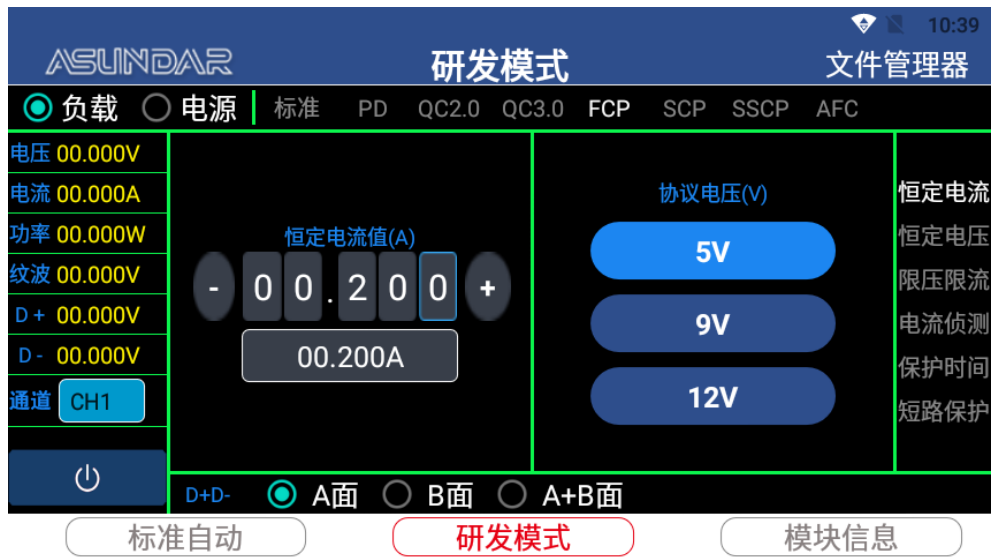 10:39
ASUNDAR 研发模式 文件管理器
负载 电源 标准 PD QC2.0 QC3.0 FCP SCP SSCP AFC
电压 00.000V
电流 00.000A
功率 00.000W
纹波 00.000V
D+ 00.000V
D- 00.000V
通道 CH1
恒定电流值(A)
- 0 0 . 2 0 0 +
00.200A
协议电压(V)
5V
9V
12V
恒定电流
恒定电压
限压限流
电流侦测
保护时间
短路保护
D+D- A面 B面 A+B面
标准自动 研发模式 模块信息